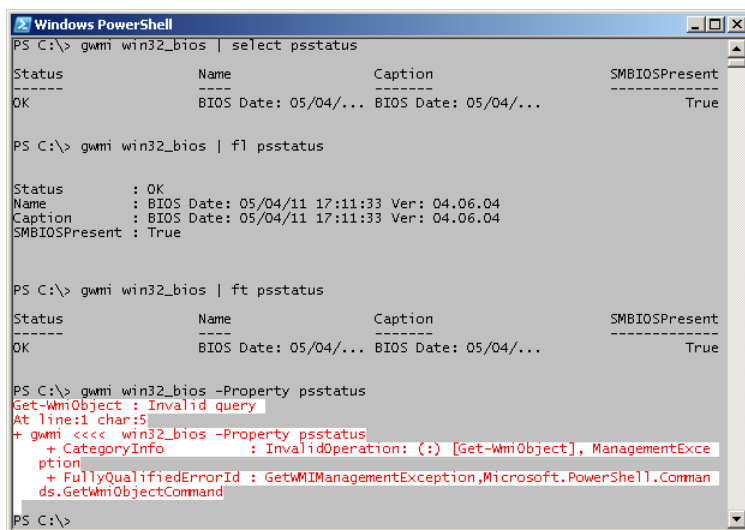 Windows PowerShell
PS C:\> gwmi win32_bios | select psstatus
Status Name Caption SMBIOSPresent
------ ---- ------- -------------
OK BIOS Date: 05/04/... BIOS Date: 05/04/... True
PS C:\> gwmi win32_bios | fl psstatus
Status : OK
Name : BIOS Date: 05/04/11 17:11:33 Ver: 04.06.04
Caption : BIOS Date: 05/04/11 17:11:33 Ver: 04.06.04
SMBIOSPresent : True
PS C:\> gwmi win32_bios | ft psstatus
Status Name Caption SMBIOSPresent
------ ---- ------- -------------
OK BIOS Date: 05/04/... BIOS Date: 05/04/... True
PS C:\> gwmi win32_bios -Property psstatus
Get-WmiObject : Invalid query
At line:1 char:5
+ gwmi <<<< win32_bios -Property psstatus
+ CategoryInfo : InvalidOperation: (:) [Get-WmiObject], ManagementExce
ption
+ FullyQualifiedErrorId : GetWMIManagementException,Microsoft.PowerShell.Comman
ds.GetWmiObjectCommand
PS C:\>